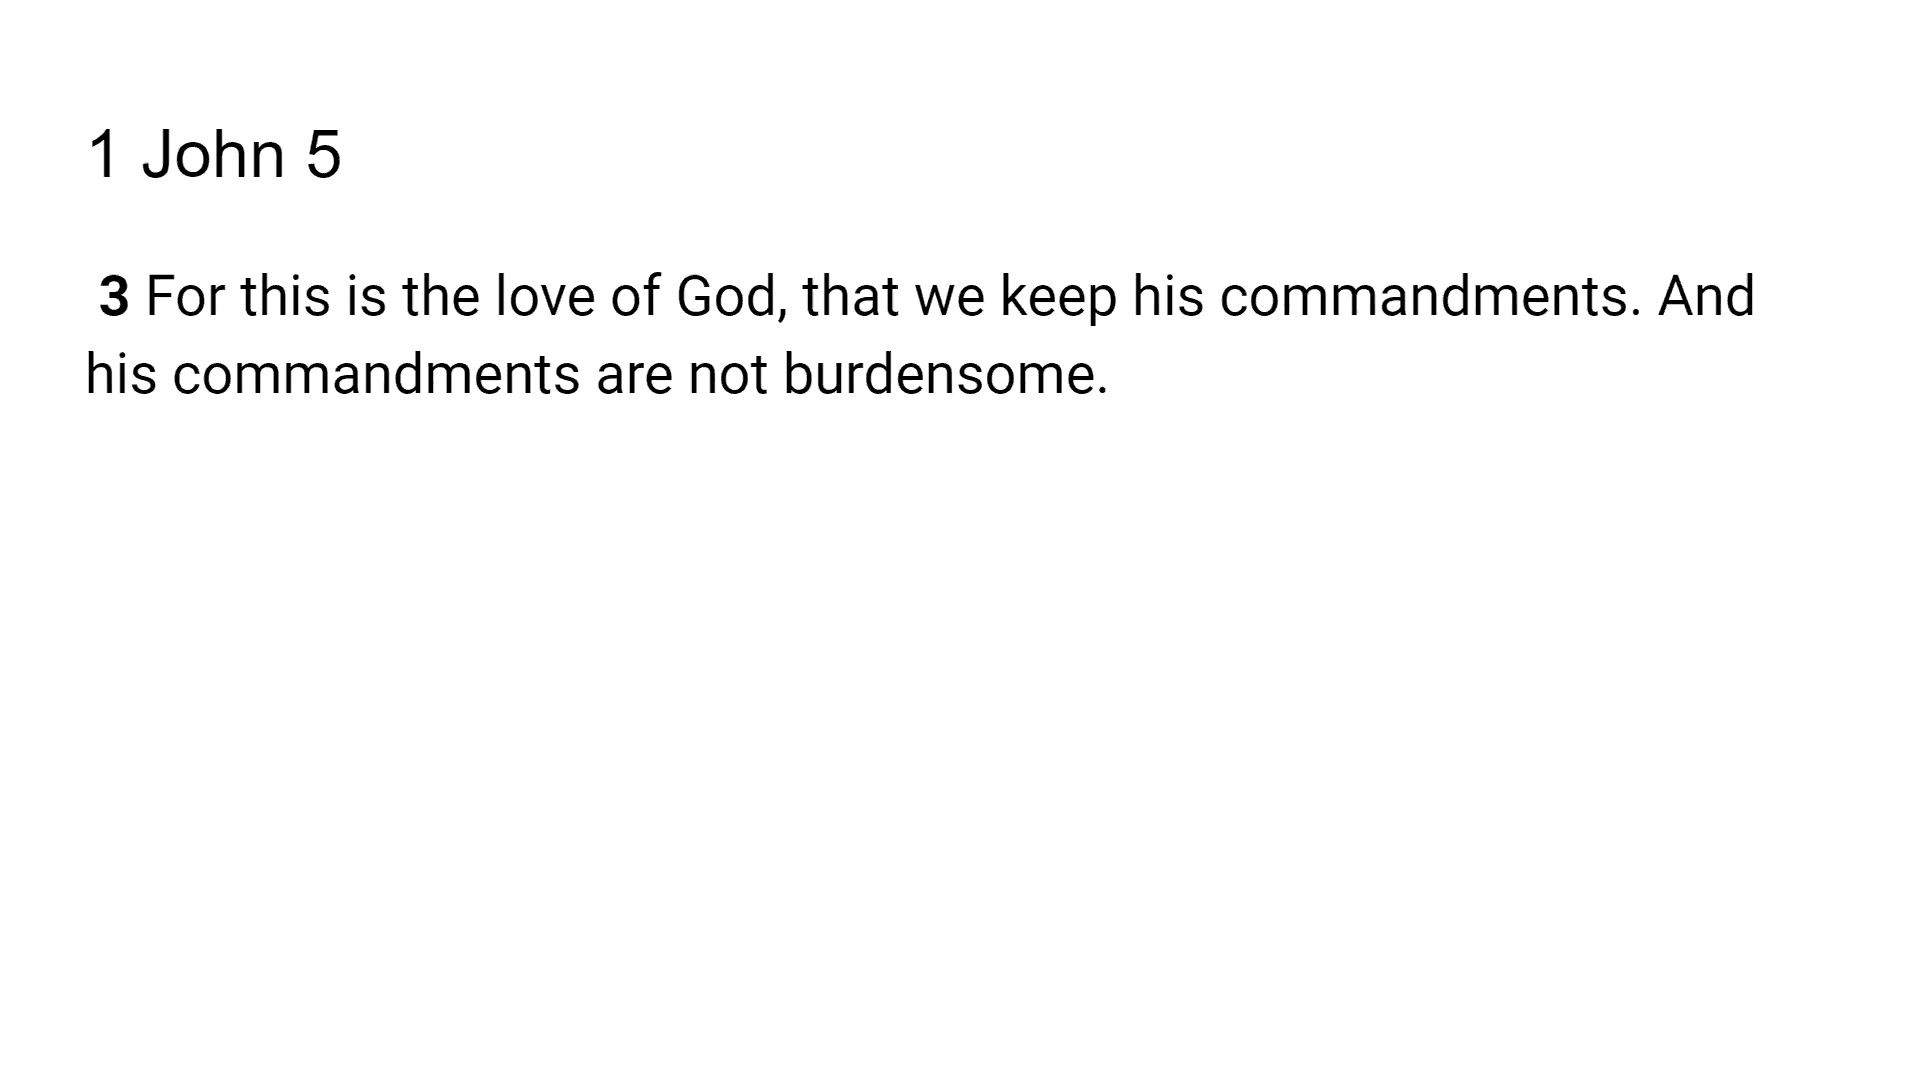 1 John 5
3 For this is the love of God, that we keep his commandments. And
his commandments are not burdensome.